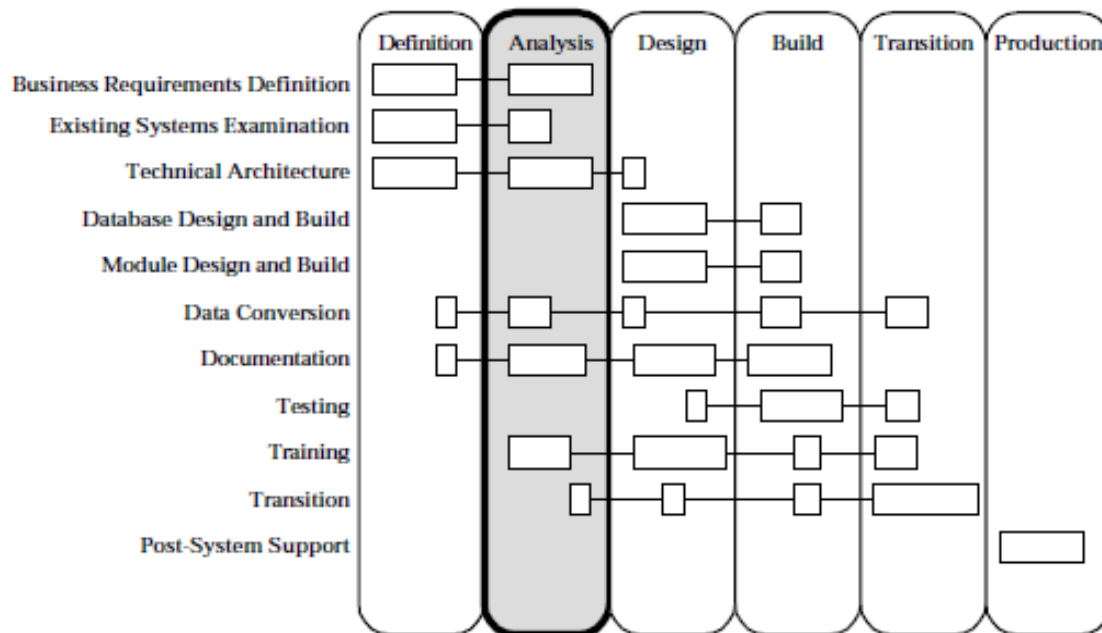 Definition Analysis Design Build Transition Production
Business Requirements Definition
Existing Systems Examination
Technical Architecture
Database Design and Build
Module Design and Build
Data Conversion
Documentation
Testing
Training
Transition
Post-System Support